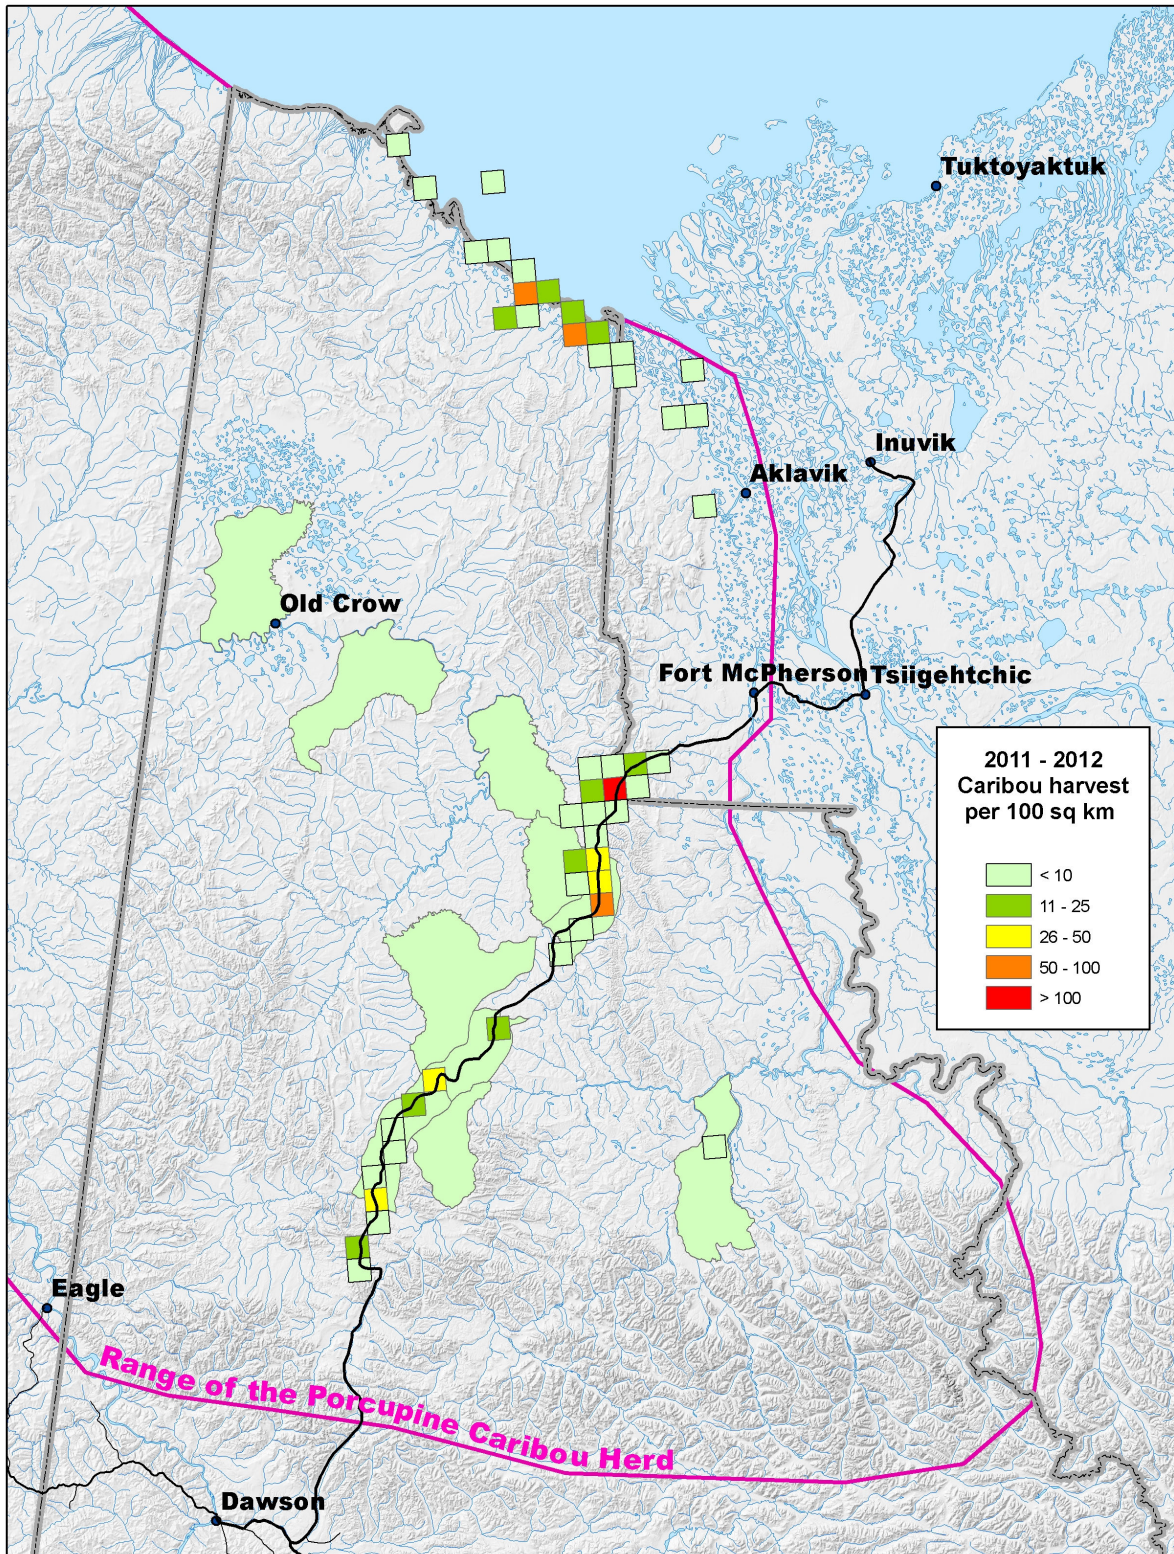 Tuktoyaktuk
Inuvik
Aklavik
Old Crow
Fort McPherson
Tsiigehtchic
2011 - 2012
Caribou harvest
per 100 sq km
< 10
11 - 25
26 - 50
50 - 100
> 100
Eagle
Range of the Porcupine Caribou Herd
Dawson